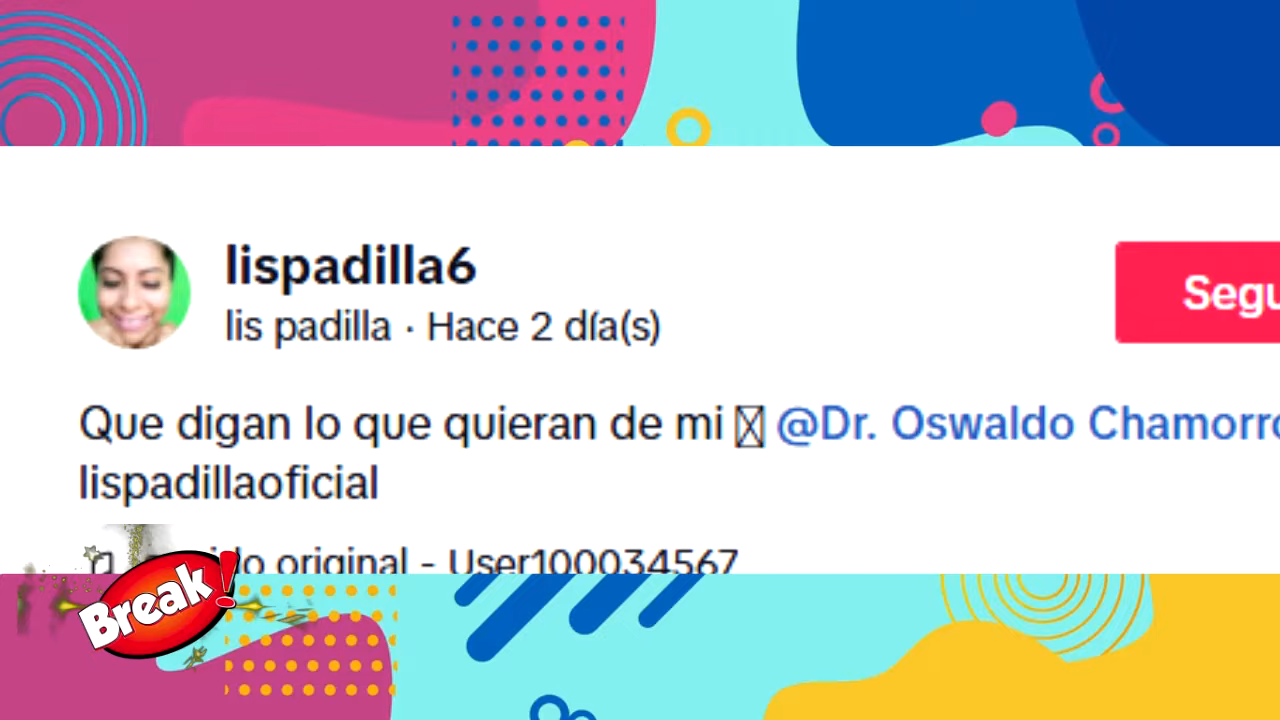 lispadilla6
lis padilla · Hace 2 día(s)
Segu
Que digan lo que quieran de mi @Dr. Oswaldo Chamorro
lispadillaoficial
original - User100034567
Break!